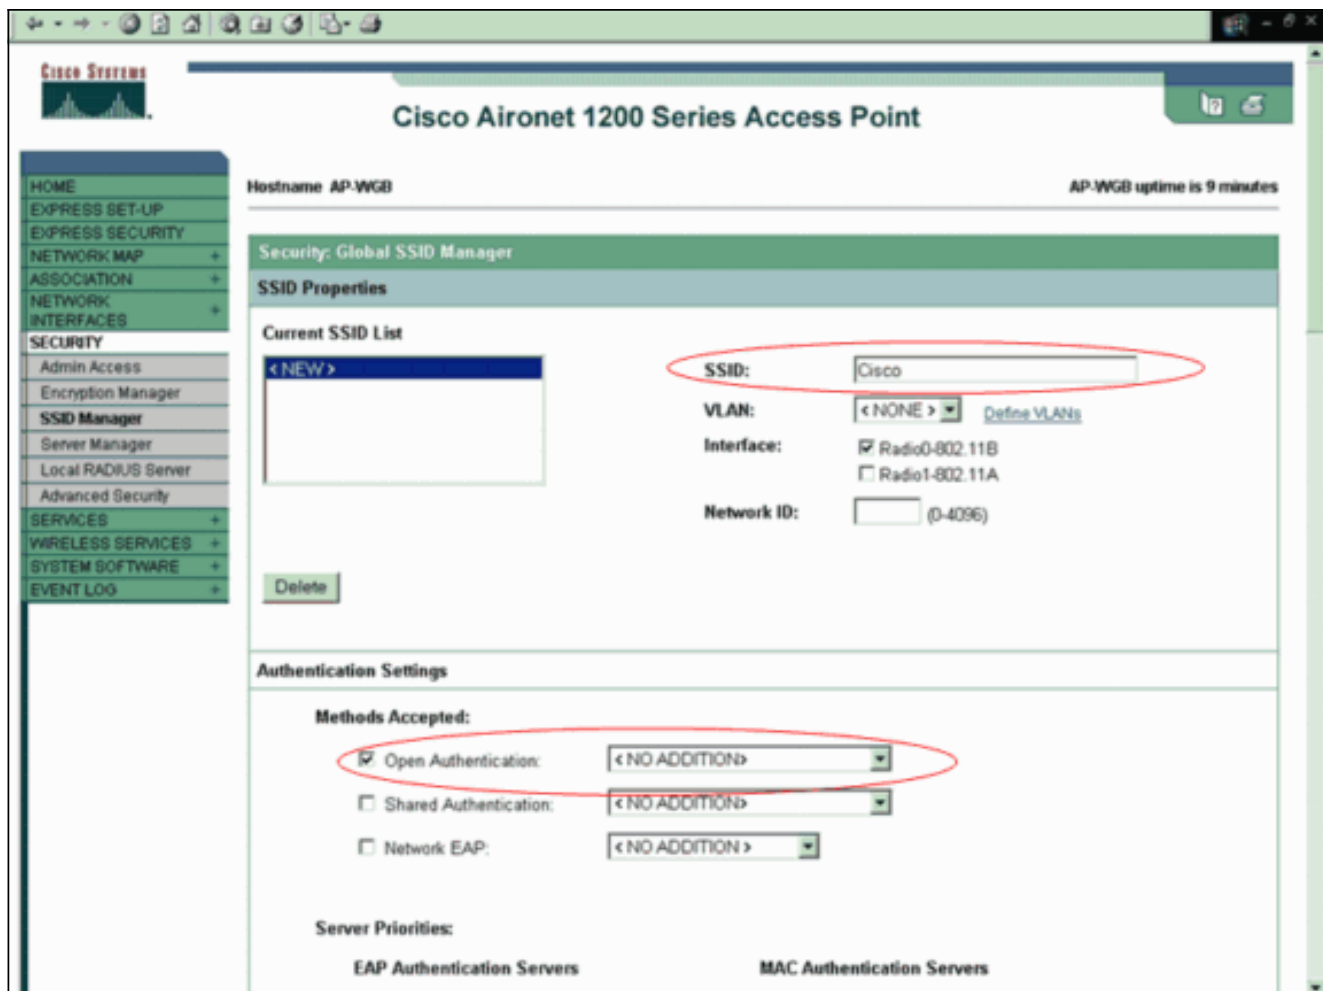 CISCO SYSTEMS
Cisco Aironet 1200 Series Access Point
HOME
EXPRESS SET-UP
EXPRESS SECURITY
NETWORK MAP +
ASSOCIATION +
NETWORK
INTERFACES +
SECURITY
Admin Access
Encryption Manager
SSID Manager
Server Manager
Local RADIUS Server
Advanced Security
SERVICES +
WIRELESS SERVICES +
SYSTEM SOFTWARE +
EVENT LOG +
Hostname AP-WGB
AP-WGB uptime is 9 minutes
Security: Global SSID Manager
SSID Properties
Current SSID List
< NEW >
Delete
SSID: Cisco
VLAN: < NONE > Define VLANs
Interface: Radio0-802.11B
Radio1-802.11A
Network ID: (0-4096)
Authentication Settings
Methods Accepted:
Open Authentication: < NO ADDITION>
Shared Authentication: < NO ADDITION>
Network EAP: < NO ADDITION >
Server Priorities:
EAP Authentication Servers
MAC Authentication Servers